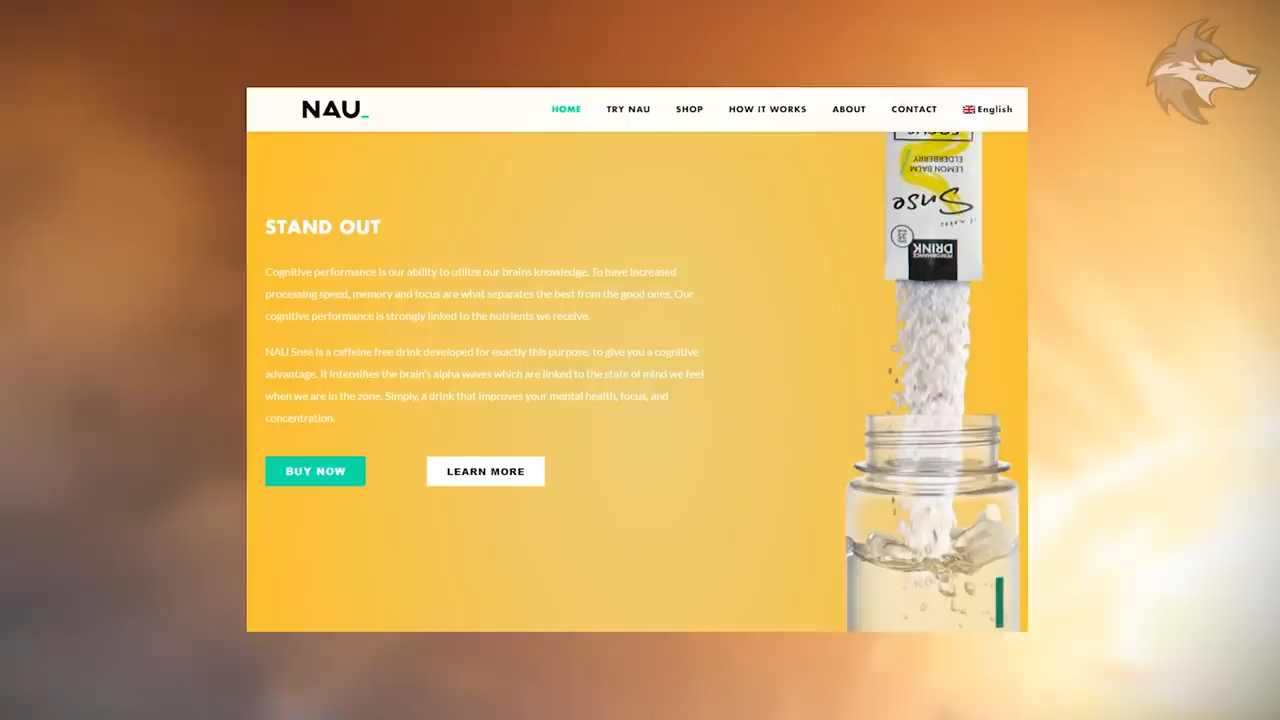 NAU_
HOME TRY NAU SHOP HOW IT WORKS ABOUT CONTACT English
STAND OUT
Cognitive performance is our ability to utilize our brains knowledge. To have increased
processing speed, memory and focus are what separates the best from the good ones. Our
cognitive performance is strongly linked to the nutrients we receive.
NAU Snse is a caffeine free drink developed for exactly this purpose, to give you a cognitive
advantage. It intensifies the brain's alpha waves which are linked to the state of mind we feel
when we are in the zone. Simply, a drink that improves your mental health, focus, and
concentration.
BUY NOW LEARN MORE
ELDERBERRY
LEMON BALM
Snse
it makes
PERFORMANCE
DRINK